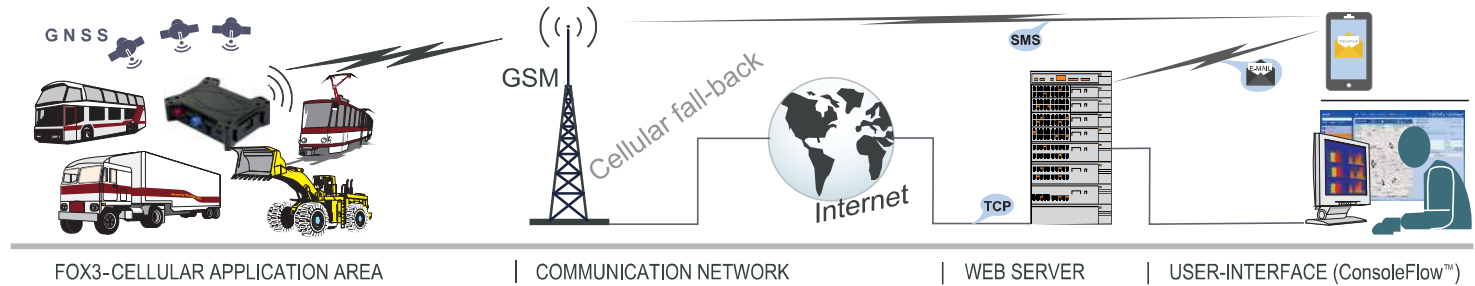 GNSS
GSM
Cellular fall-back
Internet
SMS
TCP
E-MAIL
MESSAGE
FOX3-CELLULAR APPLICATION AREA
COMMUNICATION NETWORK
WEB SERVER
USER-INTERFACE (ConsoleFlow™)